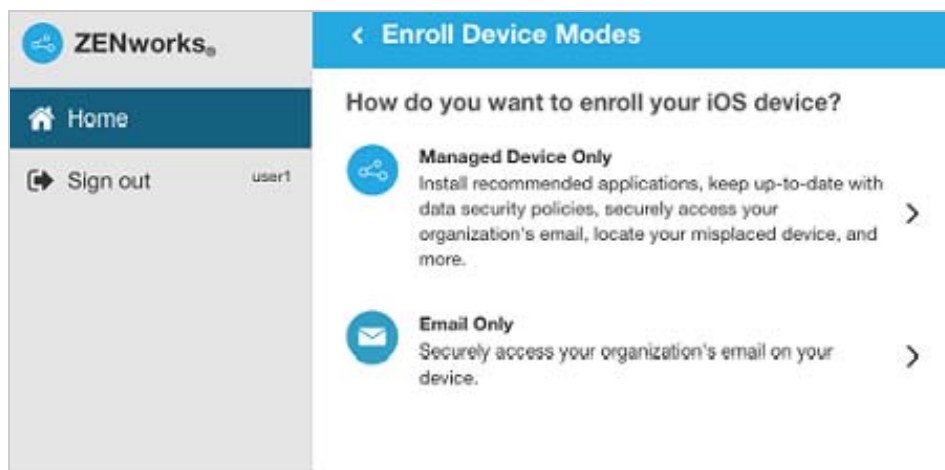 ZENworks®
Home
Sign out
user1
Enroll Device Modes
How do you want to enroll your iOS device?
Managed Device Only
Install recommended applications, keep up-to-date with
data security policies, securely access your
organization's email, locate your misplaced device, and
more.
Email Only
Securely access your organization's email on your
device.